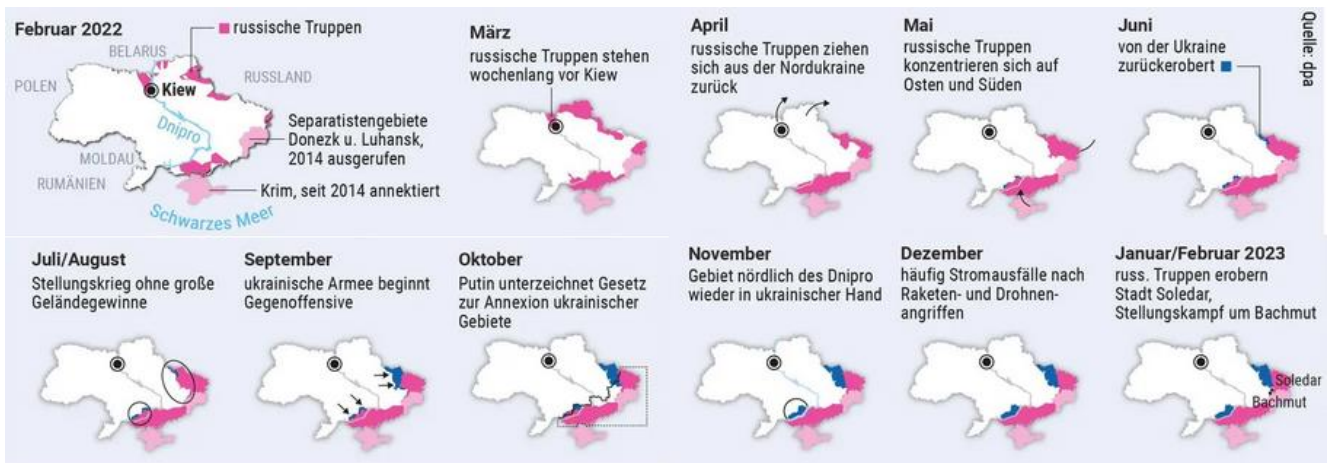 Februar 2022
russische Truppen
BELARUS
POLEN
RUSSLAND
Kiew
Dnipro
Separatistengebiete
Donezk u. Luhansk,
2014 ausgerufen
MOLDAU
RUMÄNIEN
Krim, seit 2014 annektiert
Schwarzes Meer
März
russische Truppen stehen
wochenlang vor Kiew
April
russische Truppen ziehen
sich aus der Nordukraine
zurück
Mai
russische Truppen
konzentrieren sich auf
Osten und Süden
Juni
von der Ukraine
zurückerobert
Quelle: dpa
Juli/August
Stellungskrieg ohne große
Geländegewinne
September
ukrainische Armee beginnt
Gegenoffensive
Oktober
Putin unterzeichnet Gesetz
zur Annexion ukrainischer
Gebiete
November
Gebiet nördlich des Dnipro
wieder in ukrainischer Hand
Dezember
häufig Stromausfälle nach
Raketen- und Drohnen-
angriffen
Januar/Februar 2023
russ. Truppen erobern
Stadt Soledar,
Stellungskampf um Bachmut
Soledar
Bachmut